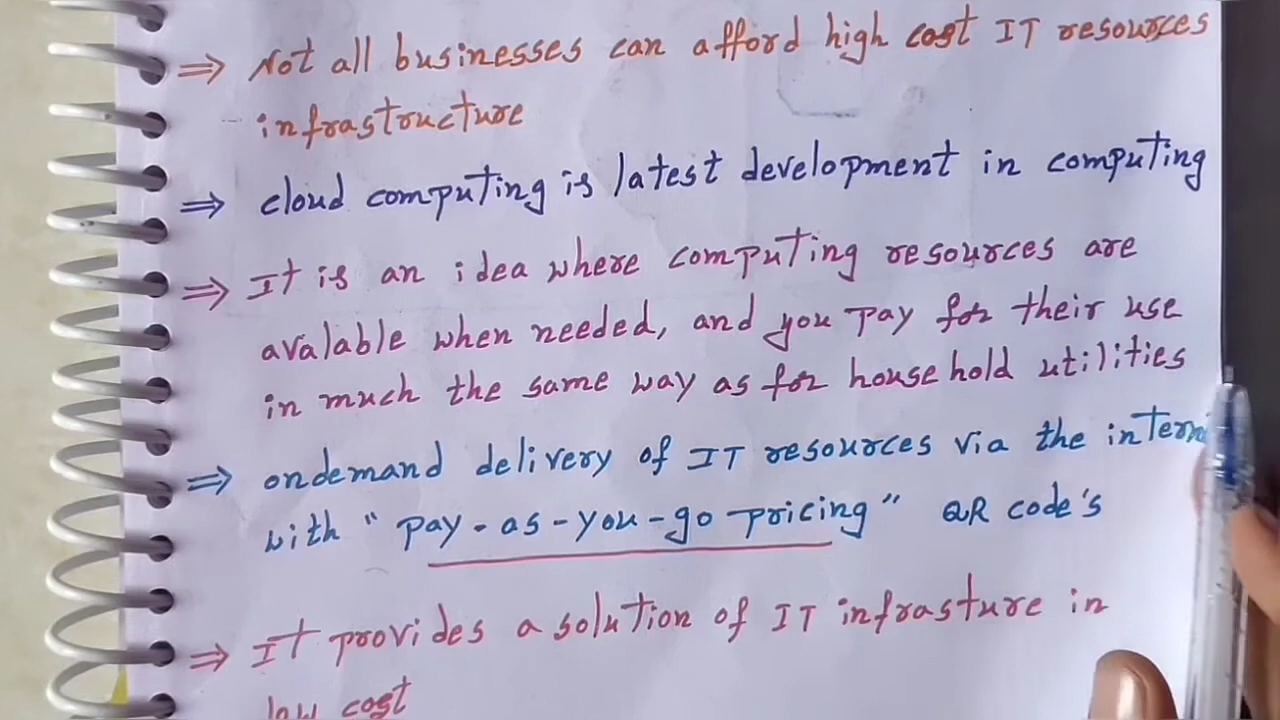 ⇒ Not all businesses can afford high cost IT resources
infrastructure
⇒ cloud computing is latest development in computing
⇒ It is an idea where computing resources are
avalable when needed, and you pay for their use
in much the same way as for household utilities
⇒ ondemand delivery of IT resources via the intern
with "pay-as-you-go pricing" QR code's
⇒ It provides a solution of IT infrasture in
low cost